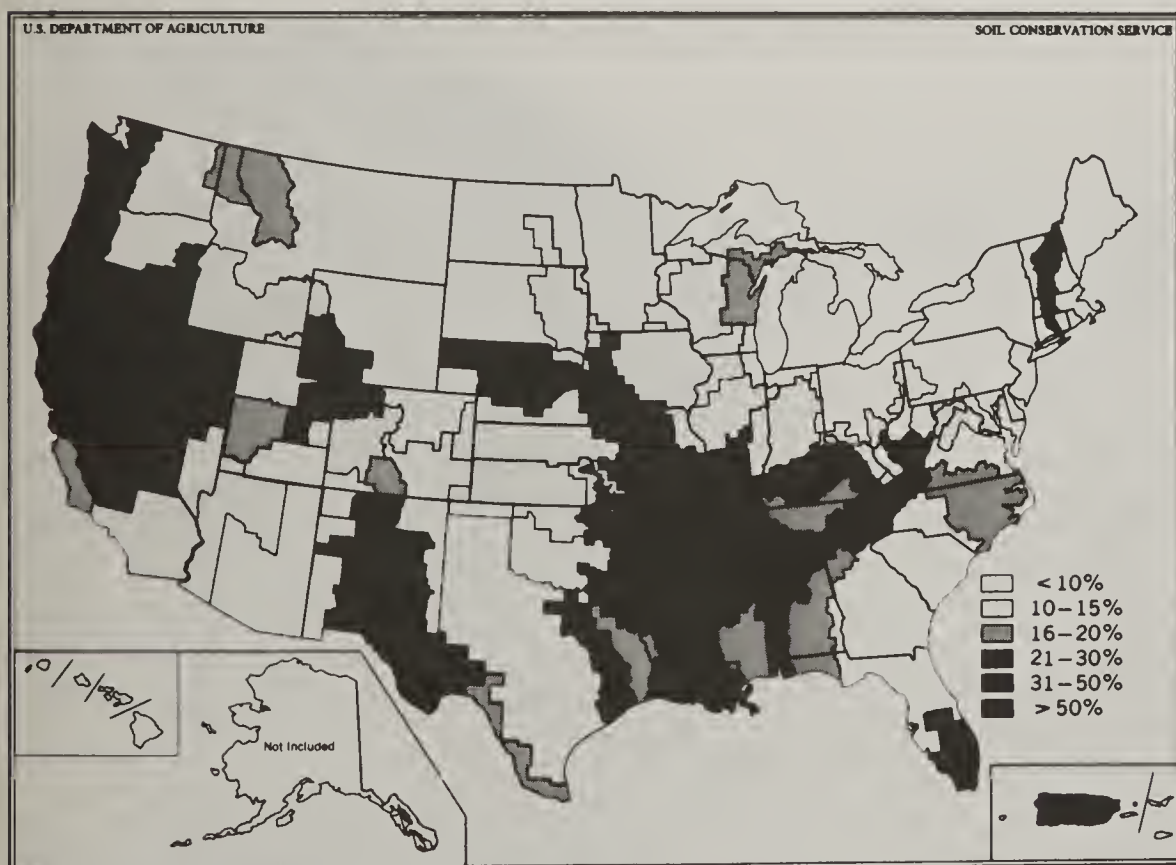 U.S. DEPARTMENT OF AGRICULTURE
SOIL CONSERVATION SERVICE
< 10%
10–15%
16–20%
21–30%
31–50%
> 50%
Not Included